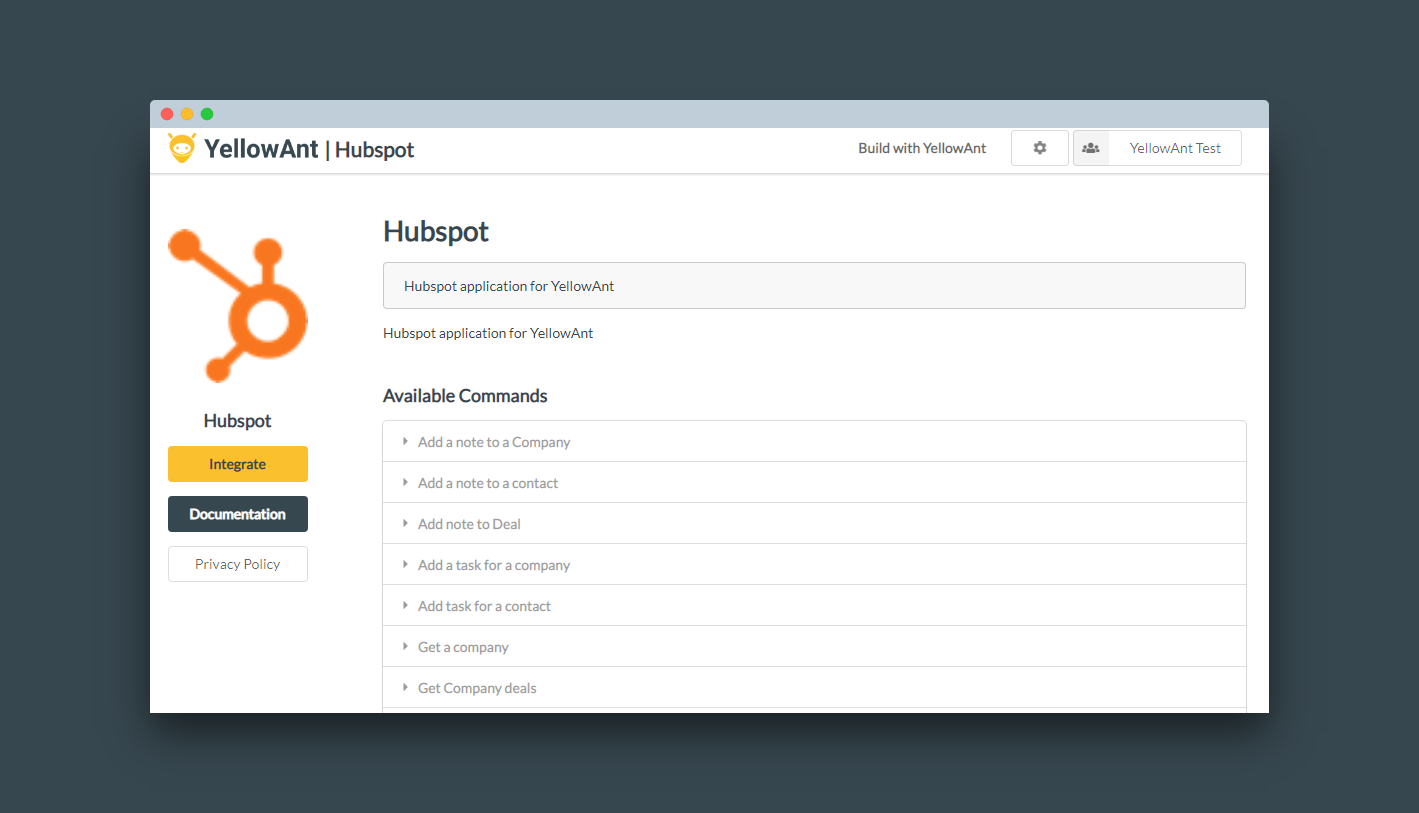 YellowAnt | Hubspot
Build with YellowAnt
YellowAnt Test
Hubspot
Integrate
Documentation
Privacy Policy
Hubspot
Hubspot application for YellowAnt
Hubspot application for YellowAnt
Available Commands
Add a note to a Company
Add a note to a contact
Add note to Deal
Add a task for a company
Add task for a contact
Get a company
Get Company deals